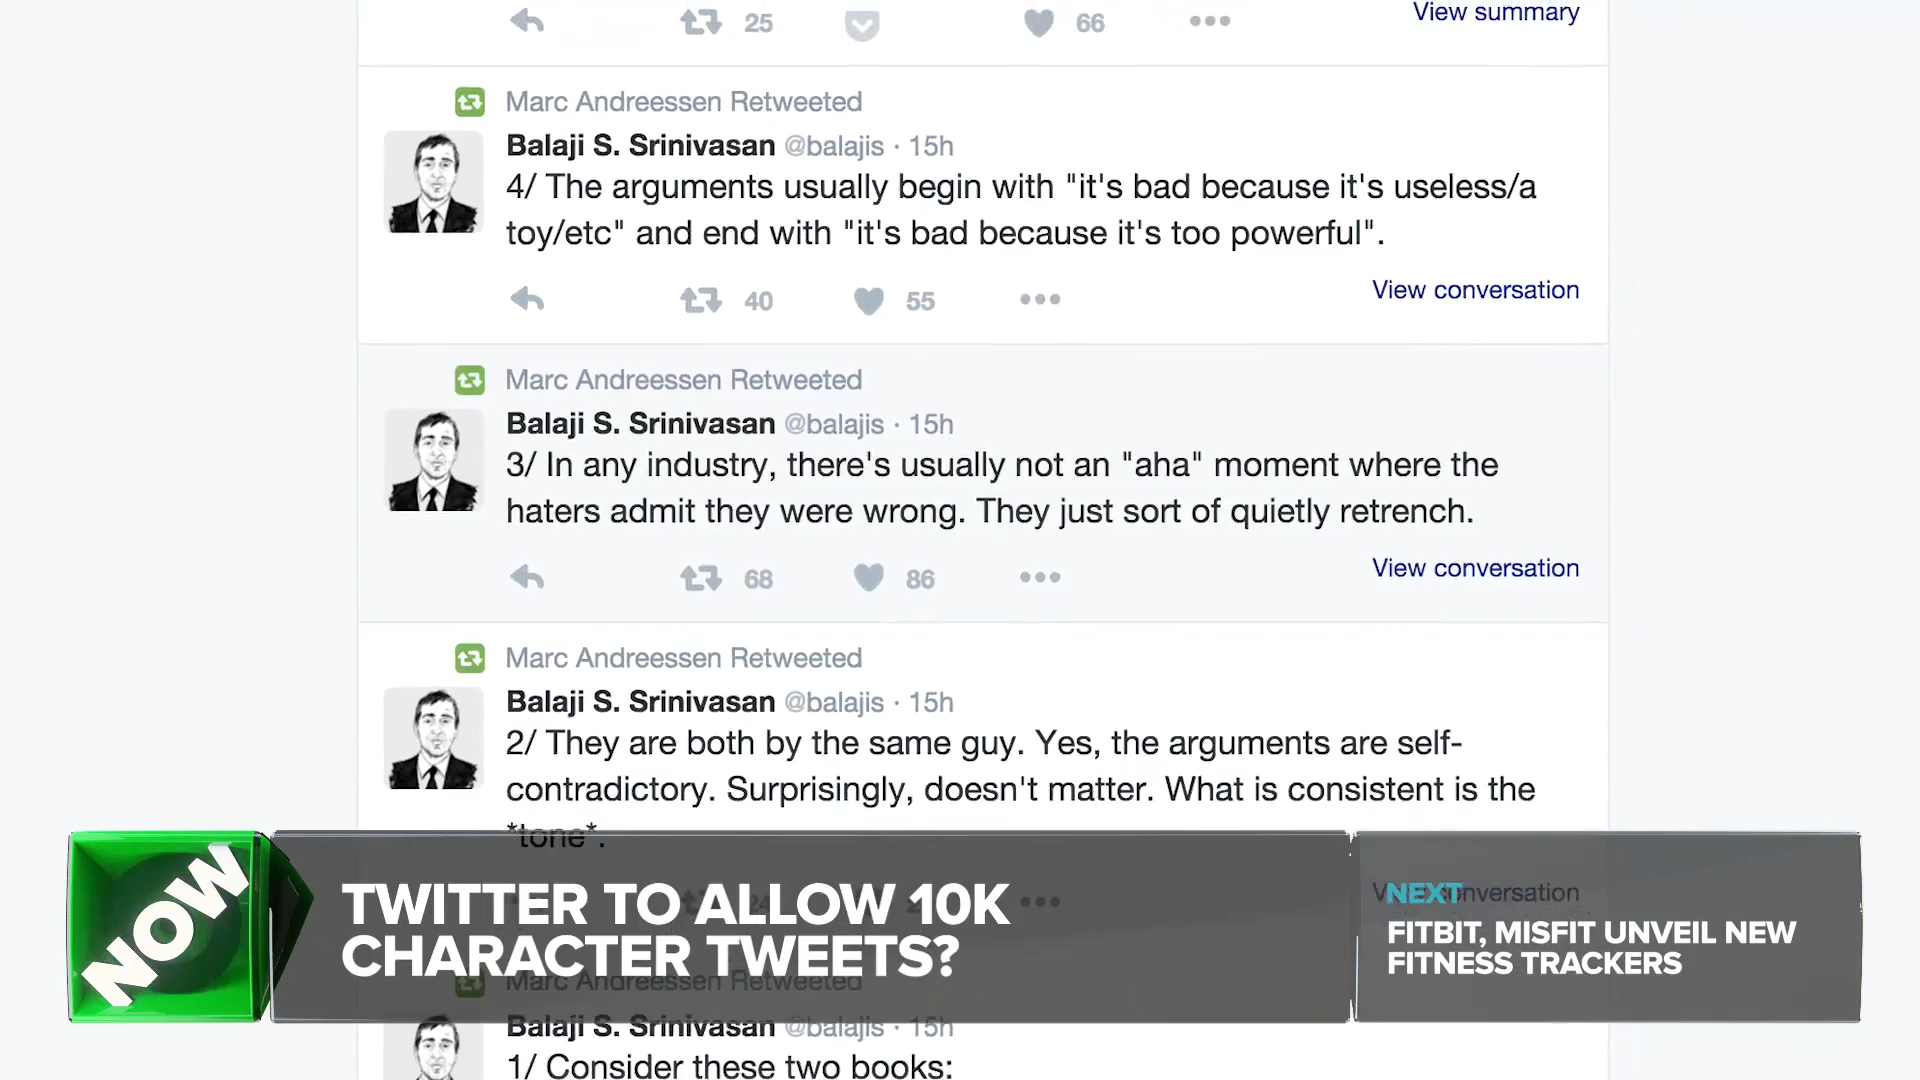 25 66 View summary
Marc Andreessen Retweeted
Balaji S. Srinivasan @balajis · 15h
4/ The arguments usually begin with "it's bad because it's useless/a
toy/etc" and end with "it's bad because it's too powerful".
40 55 View conversation
Marc Andreessen Retweeted
Balaji S. Srinivasan @balajis · 15h
3/ In any industry, there's usually not an "aha" moment where the
haters admit they were wrong. They just sort of quietly retrench.
68 86 View conversation
Marc Andreessen Retweeted
Balaji S. Srinivasan @balajis · 15h
2/ They are both by the same guy. Yes, the arguments are self-
contradictory. Surprisingly, doesn't matter. What is consistent is the
*tone*.
View conversation
Marc Andreessen Retweeted
Balaji S. Srinivasan @balajis · 15h
1/ Consider these two books:
NOW
TWITTER TO ALLOW 10K
CHARACTER TWEETS?
NEXT
FITBIT, MISFIT UNVEIL NEW
FITNESS TRACKERS